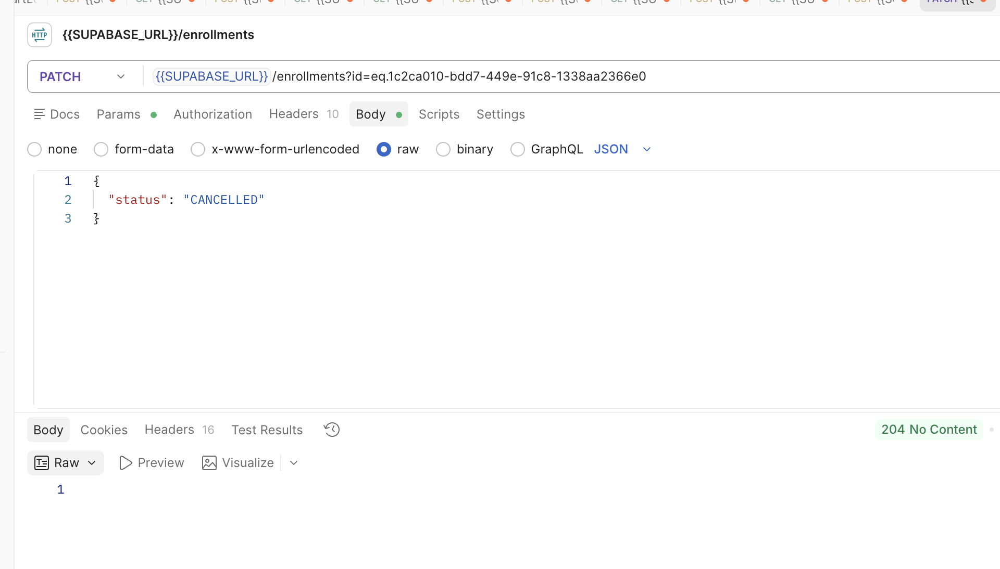 HTTP {{SUPABASE_URL}}/enrollments
PATCH {{SUPABASE_URL}}/enrollments?id=eq.1c2ca010-bdd7-449e-91c8-1338aa2366e0
Docs Params Authorization Headers 10 Body Scripts Settings
none form-data x-www-form-urlencoded raw binary GraphQL JSON
1 {
2 "status": "CANCELLED"
3 }
Body Cookies Headers 16 Test Results 204 No Content
Raw Preview Visualize
1